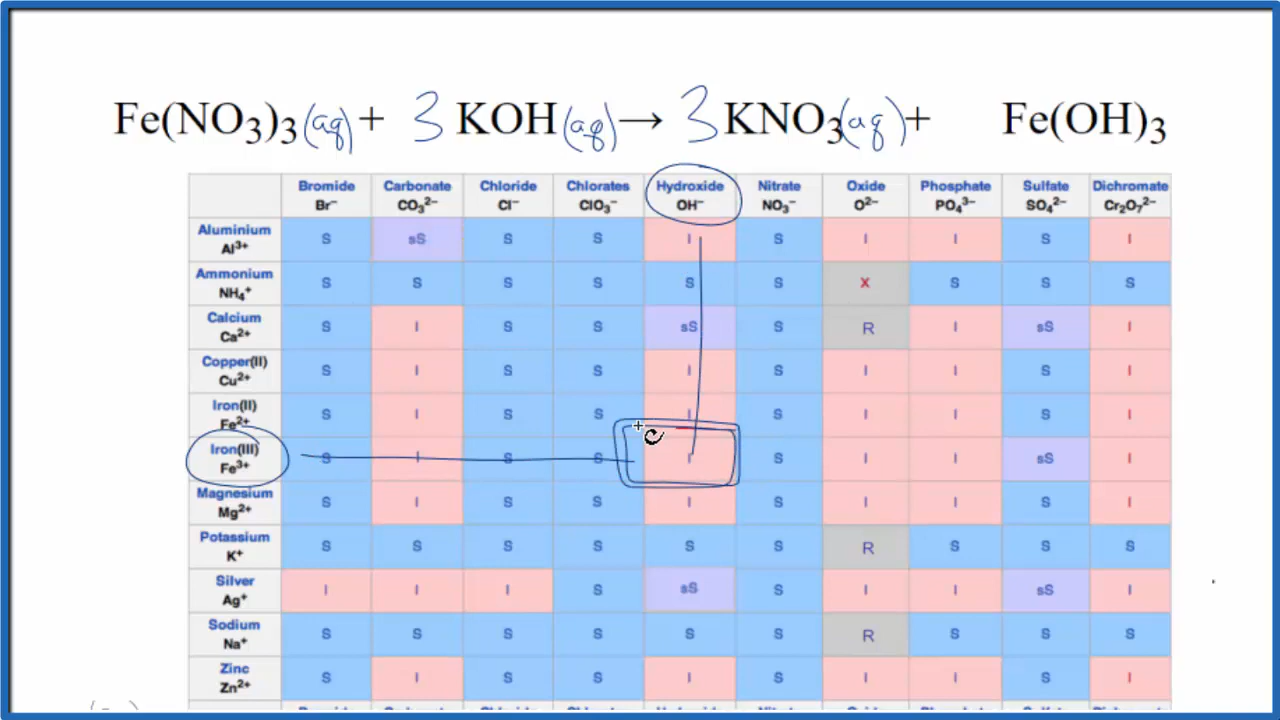 Fe(NO3)3(aq) + 3 KOH(aq) → 3 KNO3(aq) + Fe(OH)3
Bromide Carbonate Chloride Chlorates Hydroxide Nitrate Oxide Phosphate Sulfate Dichromate
Br⁻ CO₃²⁻ Cl⁻ ClO₃⁻ OH⁻ NO₃⁻ O²⁻ PO₄³⁻ SO₄²⁻ Cr₂O₇²⁻
Aluminium
Al³⁺
S sS S S I S I I S I
Ammonium
NH₄⁺
S S S S S S X S S S
Calcium
Ca²⁺
S I S S sS S R I sS I
Copper(II)
Cu²⁺
S I S S I S I I S I
Iron(II)
Fe²⁺
S I S S I S I I S I
Iron(III)
Fe³⁺
S I S S I S I I sS I
Magnesium
Mg²⁺
S I S S I S I I S I
Potassium
K⁺
S S S S S S R S S S
Silver
Ag⁺
I I I S sS S I I sS I
Sodium
Na⁺
S S S S S S R S S S
Zinc
Zn²⁺
S I S S I S I I S I